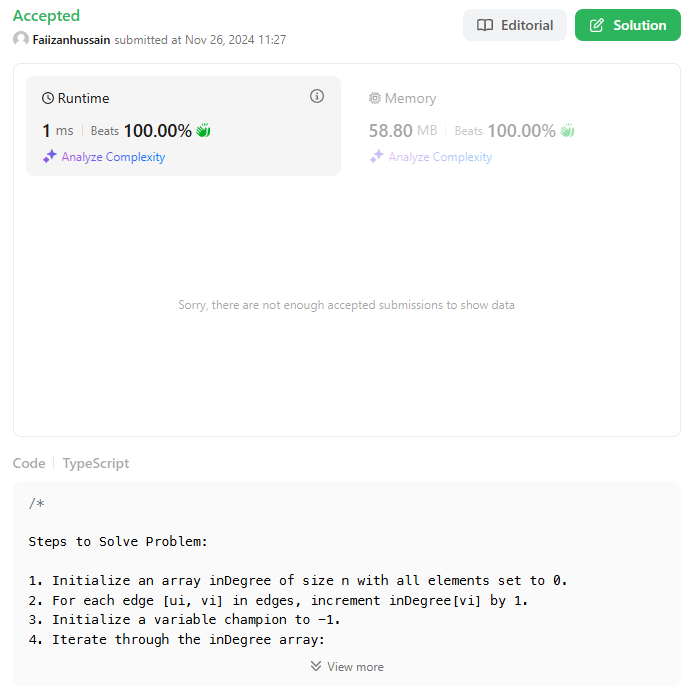 Accepted
Editorial
Solution
Faiizanhussain submitted at Nov 26, 2024 11:27
Runtime
1 ms | Beats 100.00%
Analyze Complexity
Memory
58.80 MB | Beats 100.00%
Analyze Complexity
Sorry, there are not enough accepted submissions to show data
Code | TypeScript
/*
Steps to Solve Problem:
1. Initialize an array inDegree of size n with all elements set to 0.
2. For each edge [ui, vi] in edges, increment inDegree[vi] by 1.
3. Initialize a variable champion to -1.
4. Iterate through the inDegree array:
View more